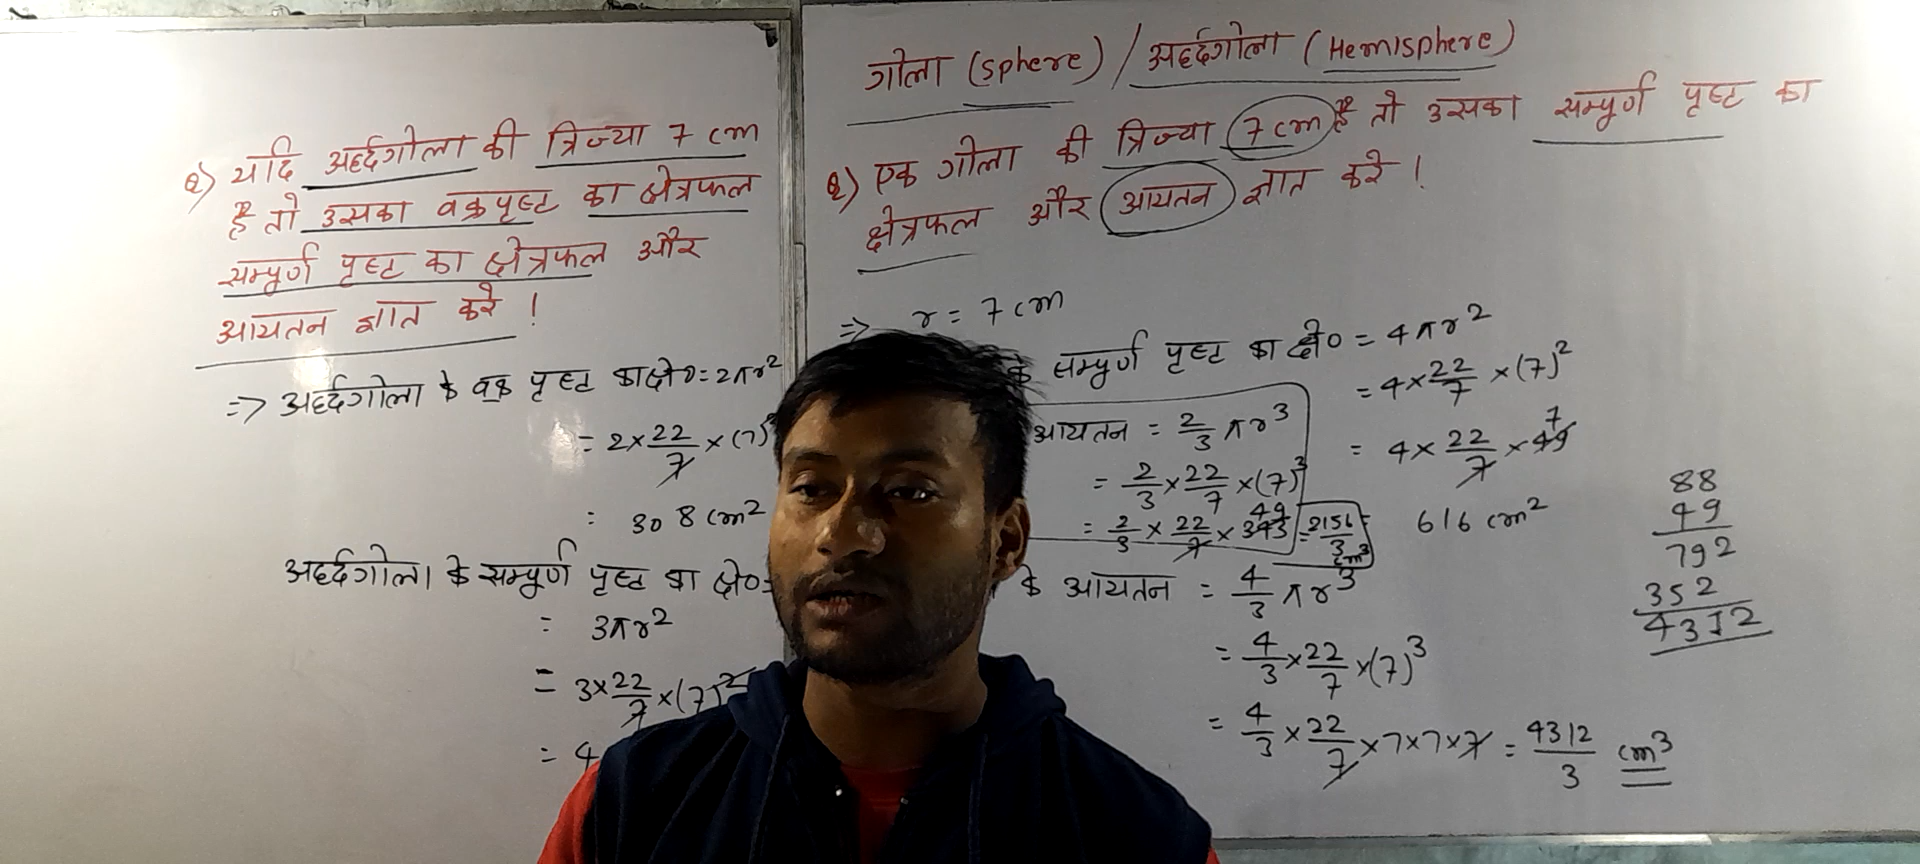 गोला (sphere) / अर्द्धगोला (Hemisphere)
Q) यदि अर्द्धगोला की त्रिज्या 7 cm
है तो उसका वक्रपृष्ट का क्षेत्रफल
सम्पुर्ण पृष्ट का क्षेत्रफल और
आयतन ज्ञात करे !
=> अर्द्धगोला के वक्र पृष्ट का क्षे० = 2πr²
= 2 × 22/7 × (7)²
= 308 cm²
अर्द्धगोला के सम्पुर्ण पृष्ट का क्षे० =
= 3πr²
= 3 × 22/7 × (7)²
= 4
Q) एक गोला की त्रिज्या 7 cm है तो उसका सम्पुर्ण पृष्ट का
क्षेत्रफल और आयतन ज्ञात करे !
=> r = 7 cm
के सम्पुर्ण पृष्ट का क्षे० = 4πr²
= 4 × 22/7 × (7)²
= 4 × 22/7 × 49 7
= 616 cm²
आयतन = 2/3 πr³
= 2/3 × 22/7 × (7)³
= 2/3 × 22/7 × 343 49 = 2156/3 cm³
के आयतन = 4/3 πr³
= 4/3 × 22/7 × (7)³
= 4/3 × 22/7 × 7 × 7 × 7 = 4312/3 cm³
88
49
792
352
4312